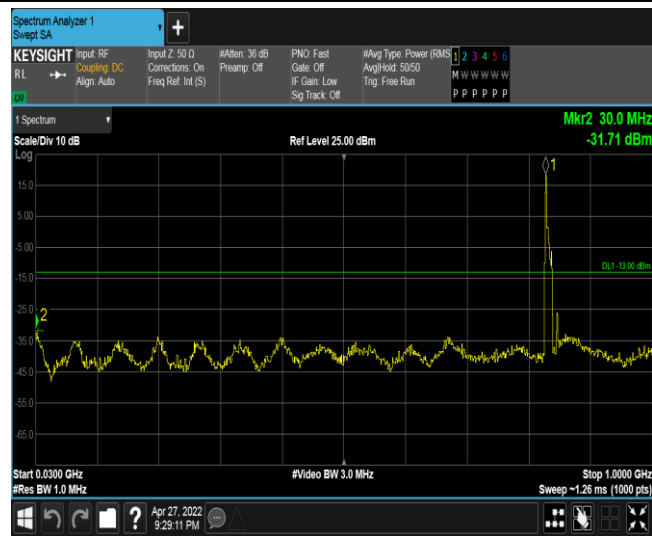 Spectrum Analyzer 1
Swept SA
KEYSIGHT Input: RF Input Z: 50 Ω #Atten: 36 dB PNO: Fast #Avg Type: Power (RMS 1 2 3 4 5 6
RL Coupling: DC Corrections: On Preamp: Off Gate: Off Avg|Hold: 50/50 M W W W W W
Align: Auto Freq Ref: Int (S) IF Gain: Low Trig: Free Run P P P P P P
Sig Track: Off
1 Spectrum Mkr2 30.0 MHz
Scale/Div 10 dB Ref Level 25.00 dBm -31.71 dBm
Log
1
15.0
5.00
-5.00
DL1 -13.00 dBm
-15.0
-25.0
2
-35.0
-45.0
-55.0
-65.0
Start 0.0300 GHz #Video BW 3.0 MHz Stop 1.0000 GHz
#Res BW 1.0 MHz Sweep ~1.26 ms (1000 pts)
? Apr 27, 2022
9:29:11 PM